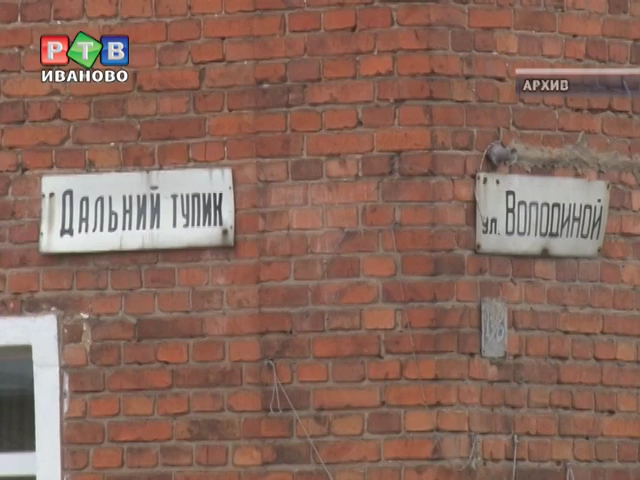 РТВ
ИВАНОВО
АРХИВ
Дальний тупик
ул. Володиной